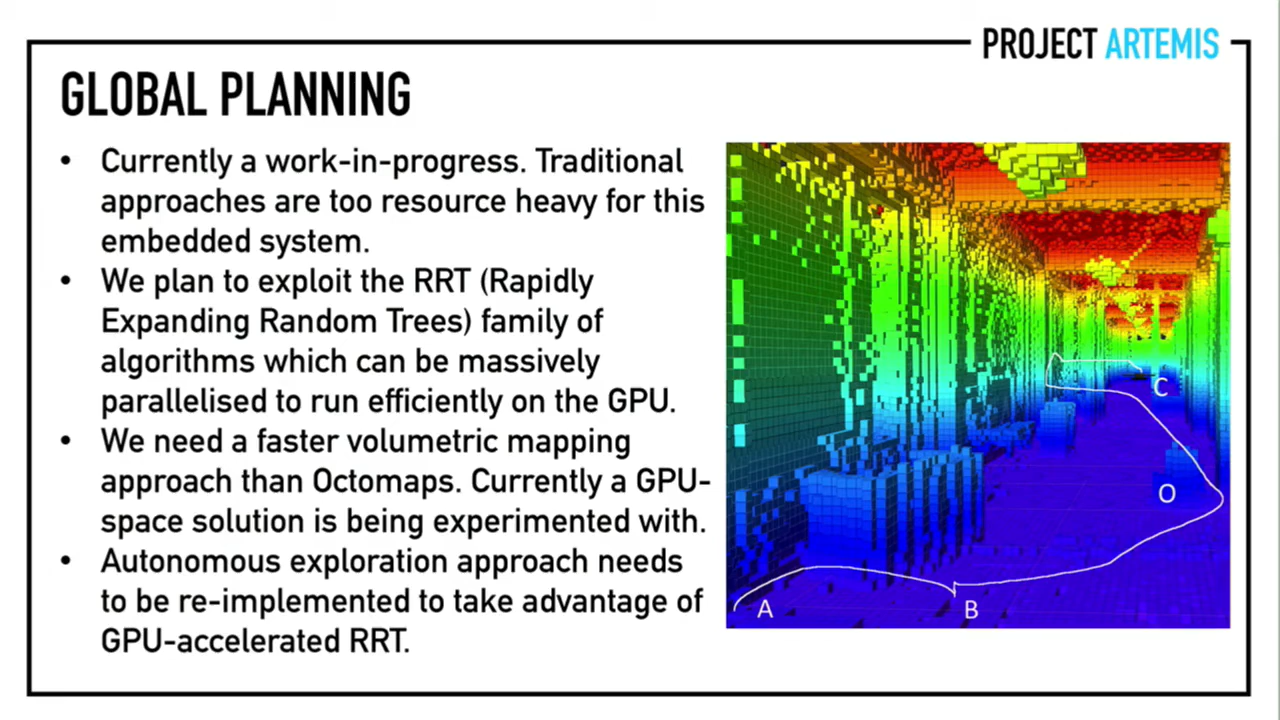 PROJECT ARTEMIS
GLOBAL PLANNING
• Currently a work-in-progress. Traditional
approaches are too resource heavy for this
embedded system.
• We plan to exploit the RRT (Rapidly
Expanding Random Trees) family of
algorithms which can be massively
parallelised to run efficiently on the GPU.
• We need a faster volumetric mapping
approach than Octomaps. Currently a GPU-
space solution is being experimented with.
• Autonomous exploration approach needs
to be re-implemented to take advantage of
GPU-accelerated RRT.
C
O
A
B